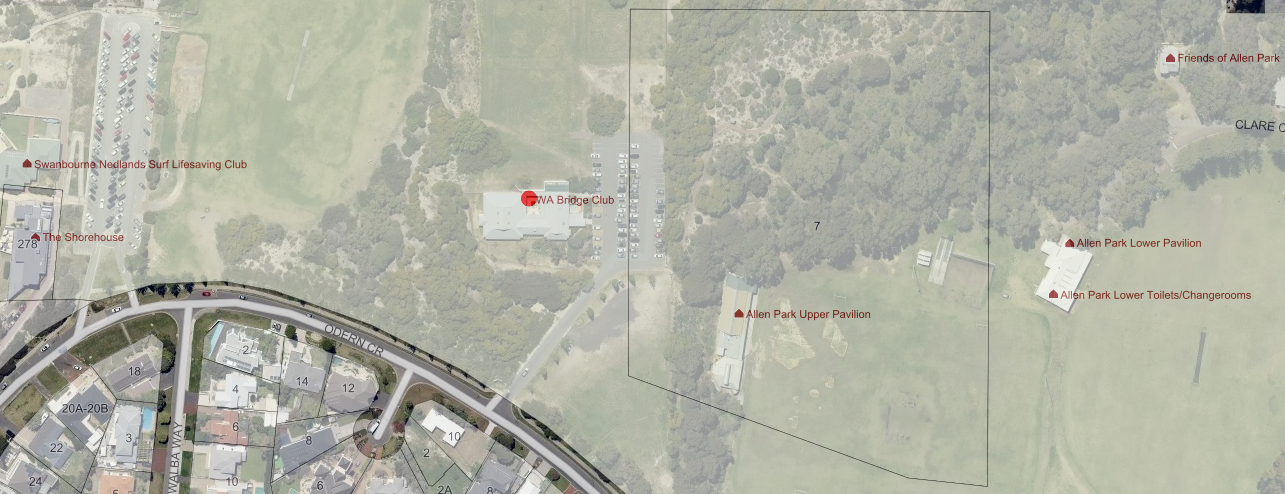 Friends of Allen Park
CLARE C
Swanbourne Nedlands Surf Lifesaving Club
WA Bridge Club
7
278
The Shorehouse
Allen Park Lower Pavilion
Allen Park Lower Toilets/Changerooms
Allen Park Upper Pavilion
ODERN CR
2
18
14
12
4
20A-20B
3
6
8
10
22
2
WALBA WAY
24
10
6
2A
8
5